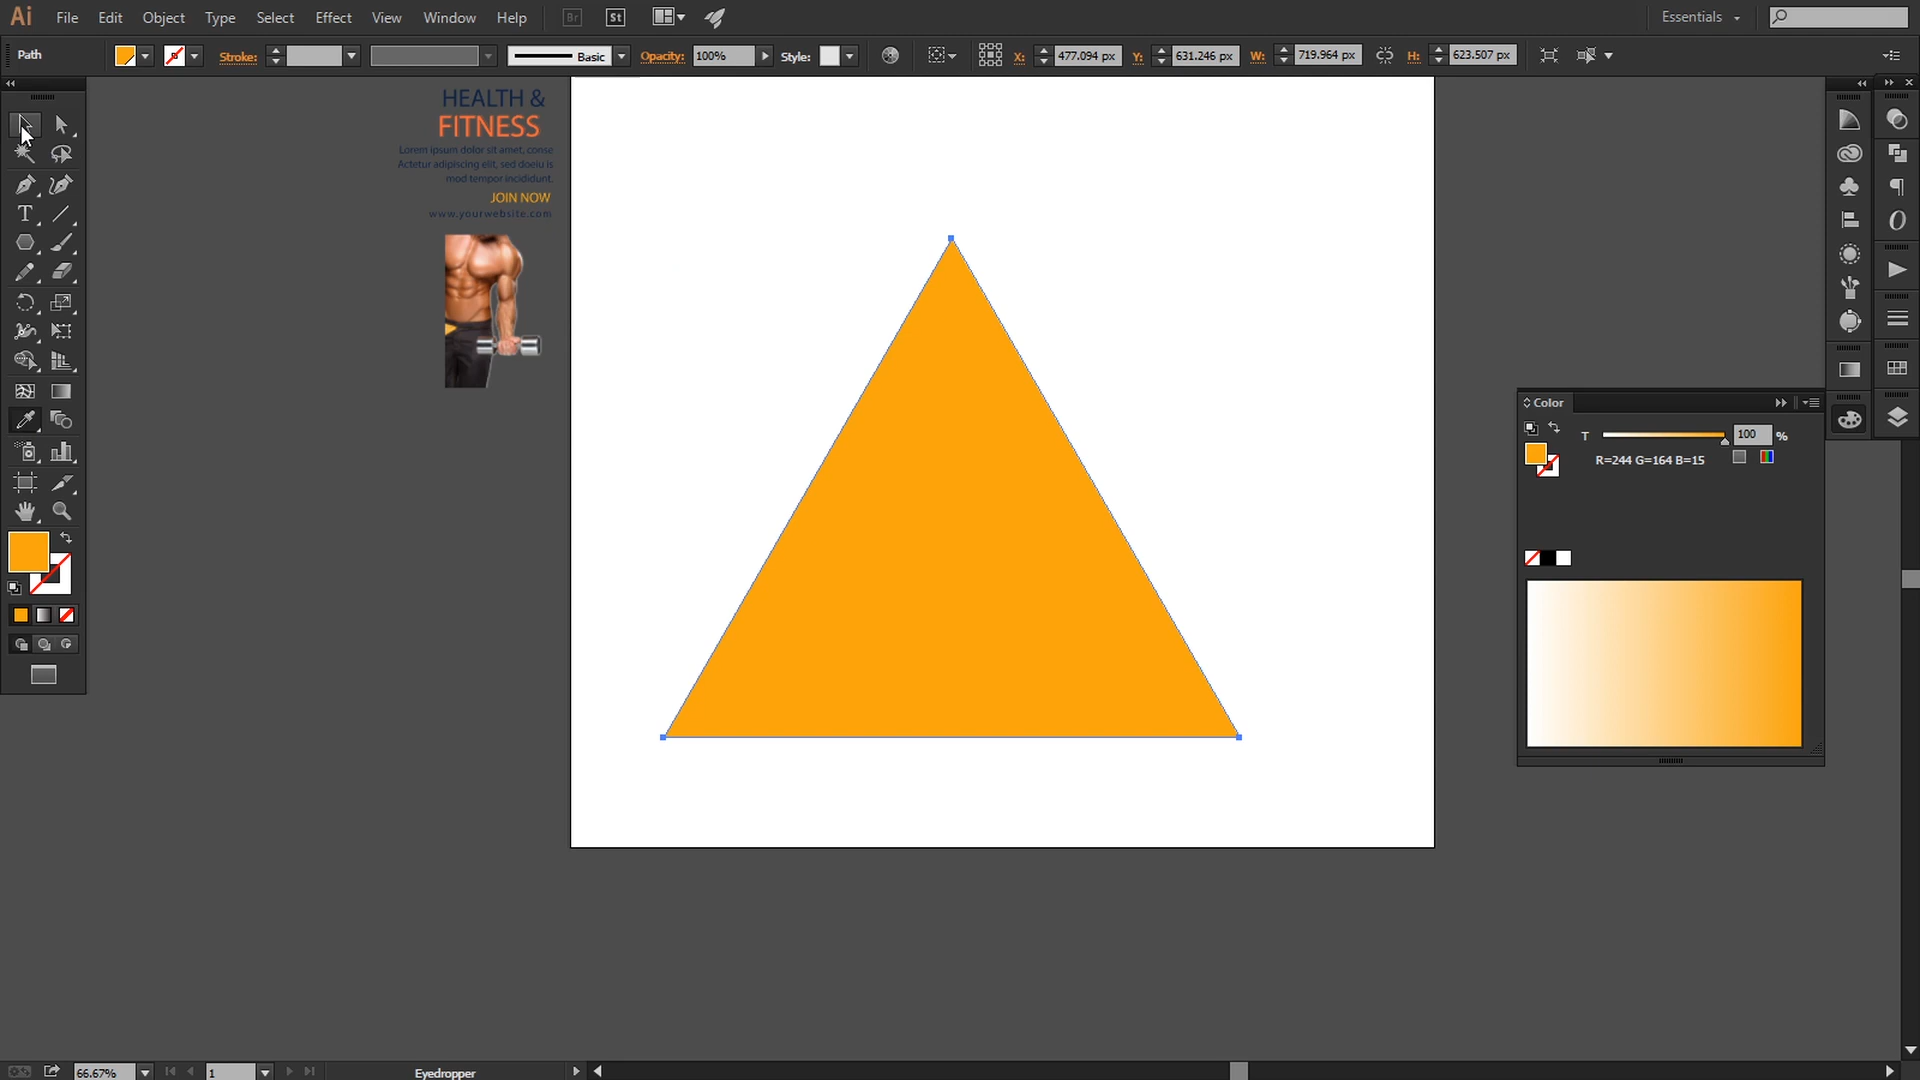 Ai File Edit Object Type Select Effect View Window Help Br St Essentials
Path Stroke: Basic Opacity: 100% Style: X: 477.094 px Y: 631.246 px W: 719.964 px H: 623.507 px
HEALTH &
FITNESS
Lorem ipsum dolor sit amet, conse
Actetur adipiscing elit, sed doeiu is
mod tempor incididunt.
JOIN NOW
www.yourwebsite.com
Color
T 100 %
R=244 G=164 B=15
66.67% 1 Eyedropper